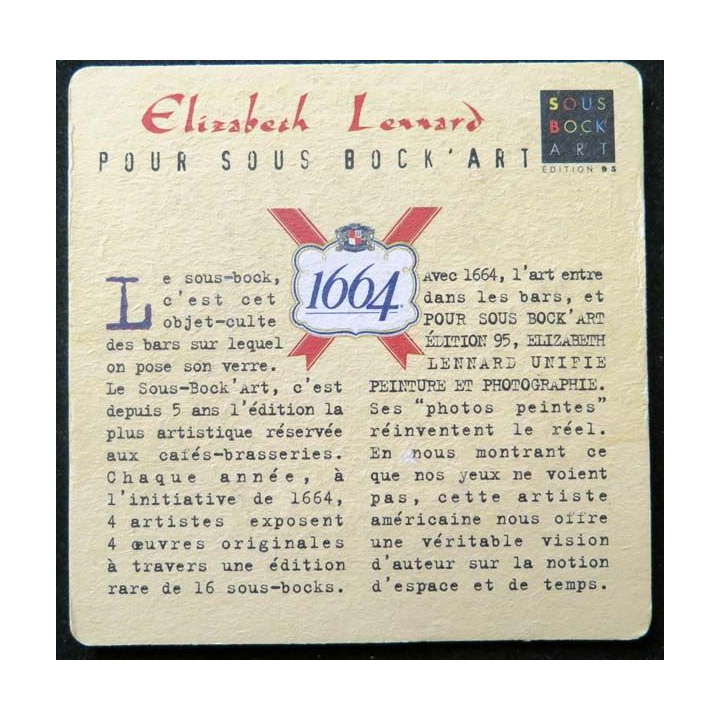 Elizabeth Lennard
POUR SOUS BOCK'ART
SOUS
BOCK'
ART
ÉDITION 95
1664
Le sous-bock,
c'est cet
objet-culte
des bars sur lequel
on pose son verre.
Le Sous-Bock'Art, c'est
depuis 5 ans l'édition la
plus artistique réservée
aux cafés-brasseries.
Chaque année, à
l'initiative de 1664,
4 artistes exposent
4 œuvres originales
à travers une édition
rare de 16 sous-bocks.
Avec 1664, l'art entre
dans les bars, et
POUR SOUS BOCK'ART
ÉDITION 95, ELIZABETH
LENNARD UNIFIE
PEINTURE ET PHOTOGRAPHIE.
Ses "photos peintes"
réinventent le réel.
En nous montrant ce
que nos yeux ne voient
pas, cette artiste
américaine nous offre
une véritable vision
d'auteur sur la notion
d'espace et de temps.